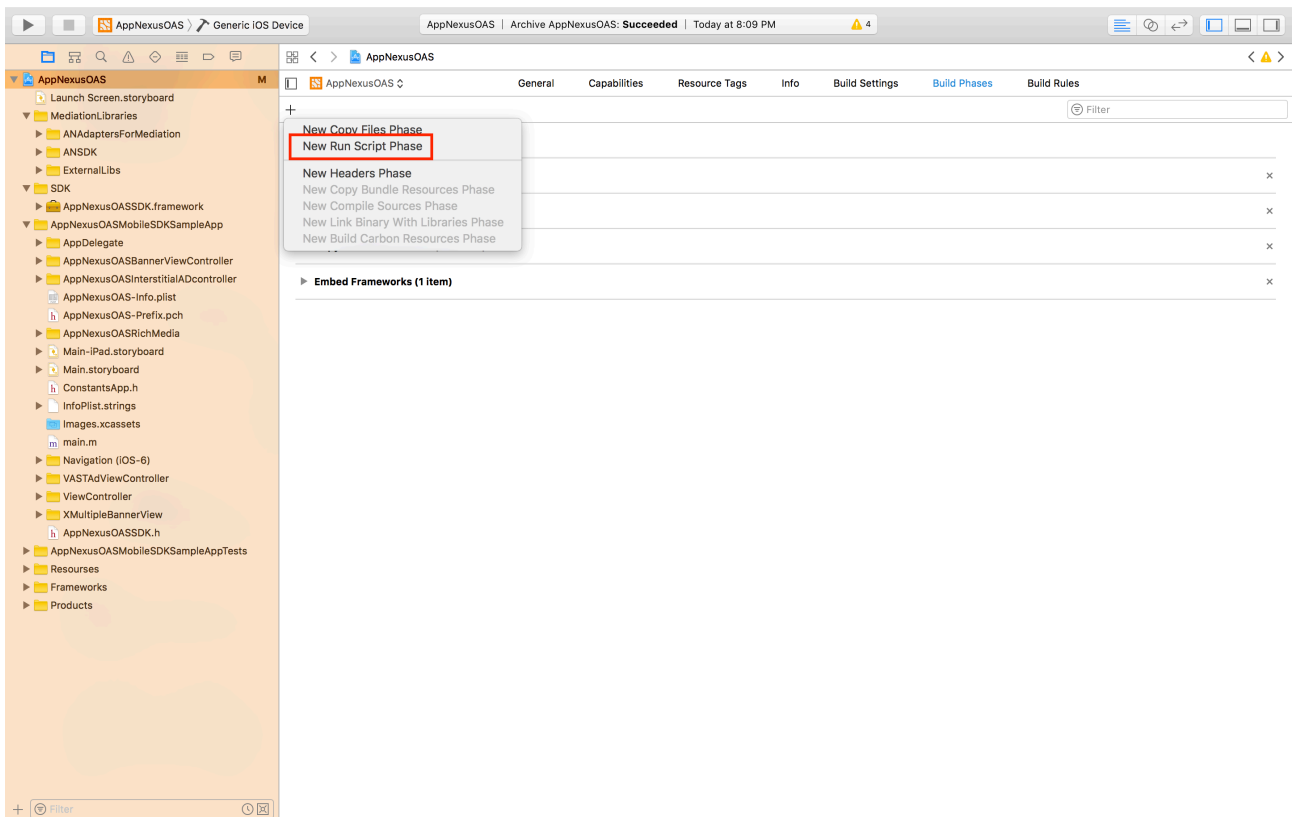 AppNexusOAS Generic iOS Device
AppNexusOAS | Archive AppNexusOAS: Succeeded | Today at 8:09 PM 4
AppNexusOAS M
Launch Screen.storyboard
MediationLibraries
ANAdaptersForMediation
ANSDK
ExternalLibs
SDK
AppNexusOASSDK.framework
AppNexusOASMobileSDKSampleApp
AppDelegate
AppNexusOASBannerViewController
AppNexusOASInterstitialADcontroller
AppNexusOAS-Info.plist
h AppNexusOAS-Prefix.pch
AppNexusOASRichMedia
Main-iPad.storyboard
Main.storyboard
h ConstantsApp.h
InfoPlist.strings
Images.xcassets
m main.m
Navigation (iOS-6)
VASTAdViewController
ViewController
XMultipleBannerView
h AppNexusOASSDK.h
AppNexusOASMobileSDKSampleAppTests
Resourses
Frameworks
Products
Filter
AppNexusOAS
AppNexusOAS General Capabilities Resource Tags Info Build Settings Build Phases Build Rules
Filter
New Copy Files Phase
New Run Script Phase
New Headers Phase
New Copy Bundle Resources Phase
New Compile Sources Phase
New Link Binary With Libraries Phase
New Build Carbon Resources Phase
Embed Frameworks (1 item)